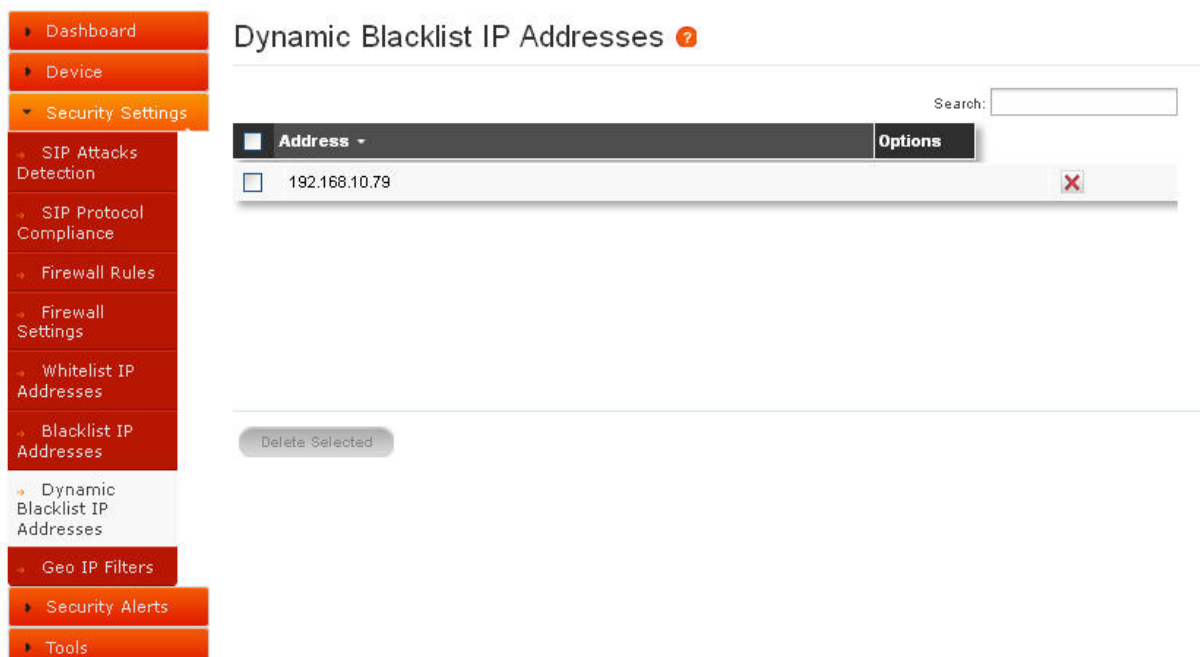 Dashboard
Device
Security Settings
SIP Attacks
Detection
SIP Protocol
Compliance
Firewall Rules
Firewall
Settings
Whitelist IP
Addresses
Blacklist IP
Addresses
Dynamic
Blacklist IP
Addresses
Geo IP Filters
Security Alerts
Tools
Dynamic Blacklist IP Addresses ?
Search:
Address Options
192.168.10.79
Delete Selected